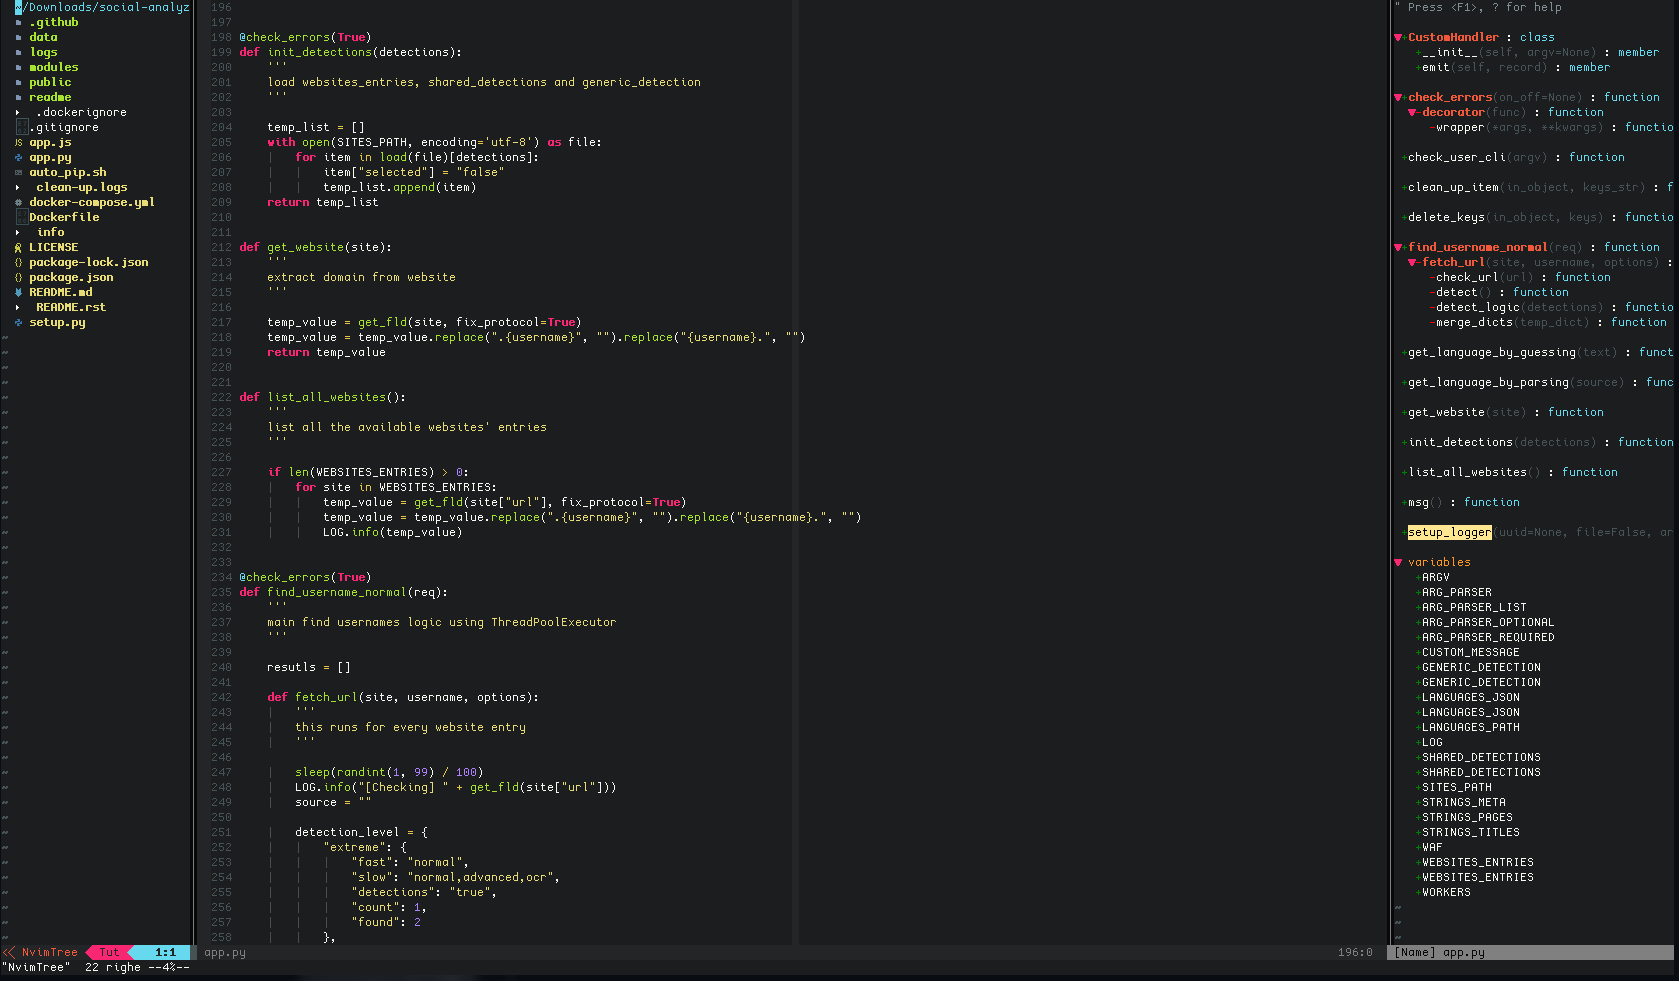 ~/Downloads/social-analyz
.github
data
logs
modules
public
readme
.dockerignore
.gitignore
app.js
app.py
auto_pip.sh
clean-up.logs
docker-compose.yml
Dockerfile
info
LICENSE
package-lock.json
package.json
README.md
README.rst
setup.py
NvimTree Tut 1:1
"NvimTree" 22 righe --4%--
196
197
198 @check_errors(True)
199 def init_detections(detections):
200 '''
201 load websites_entries, shared_detections and generic_detection
202 '''
203
204 temp_list = []
205 with open(SITES_PATH, encoding='utf-8') as file:
206 for item in load(file)[detections]:
207 item["selected"] = "false"
208 temp_list.append(item)
209 return temp_list
210
211
212 def get_website(site):
213 '''
214 extract domain from website
215 '''
216
217 temp_value = get_fld(site, fix_protocol=True)
218 temp_value = temp_value.replace(".{username}", "").replace("{username}.", "")
219 return temp_value
220
221
222 def list_all_websites():
223 '''
224 list all the available websites' entries
225 '''
226
227 if len(WEBSITES_ENTRIES) > 0:
228 for site in WEBSITES_ENTRIES:
229 temp_value = get_fld(site["url"], fix_protocol=True)
230 temp_value = temp_value.replace(".{username}", "").replace("{username}.", "")
231 LOG.info(temp_value)
232
233
234 @check_errors(True)
235 def find_username_normal(req):
236 '''
237 main find usernames logic using ThreadPoolExecutor
238 '''
239
240 resutls = []
241
242 def fetch_url(site, username, options):
243 '''
244 this runs for every website entry
245 '''
246
247 sleep(randint(1, 99) / 100)
248 LOG.info("[Checking] " + get_fld(site["url"]))
249 source = ""
250
251 detection_level = {
252 "extreme": {
253 "fast": "normal",
254 "slow": "normal,advanced,ocr",
255 "detections": "true",
256 "count": 1,
257 "found": 2
258 },
app.py 196:0
" Press <F1>, ? for help
▼+CustomHandler : class
+__init__(self, argv=None) : member
+emit(self, record) : member
▼+check_errors(on_off=None) : function
▼-decorator(func) : function
-wrapper(*args, **kwargs) : functio
+check_user_cli(argv) : function
+clean_up_item(in_object, keys_str) : f
+delete_keys(in_object, keys) : functio
▼+find_username_normal(req) : function
▼-fetch_url(site, username, options) :
-check_url(url) : function
-detect() : function
-detect_logic(detections) : functio
-merge_dicts(temp_dict) : function
+get_language_by_guessing(text) : funct
+get_language_by_parsing(source) : func
+get_website(site) : function
+init_detections(detections) : function
+list_all_websites() : function
+msg() : function
+setup_logger(uuid=None, file=False, ar
▼ variables
+ARGV
+ARG_PARSER
+ARG_PARSER_LIST
+ARG_PARSER_OPTIONAL
+ARG_PARSER_REQUIRED
+CUSTOM_MESSAGE
+GENERIC_DETECTION
+GENERIC_DETECTION
+LANGUAGES_JSON
+LANGUAGES_JSON
+LANGUAGES_PATH
+LOG
+SHARED_DETECTIONS
+SHARED_DETECTIONS
+SITES_PATH
+STRINGS_META
+STRINGS_PAGES
+STRINGS_TITLES
+WAF
+WEBSITES_ENTRIES
+WEBSITES_ENTRIES
+WORKERS
[Name] app.py